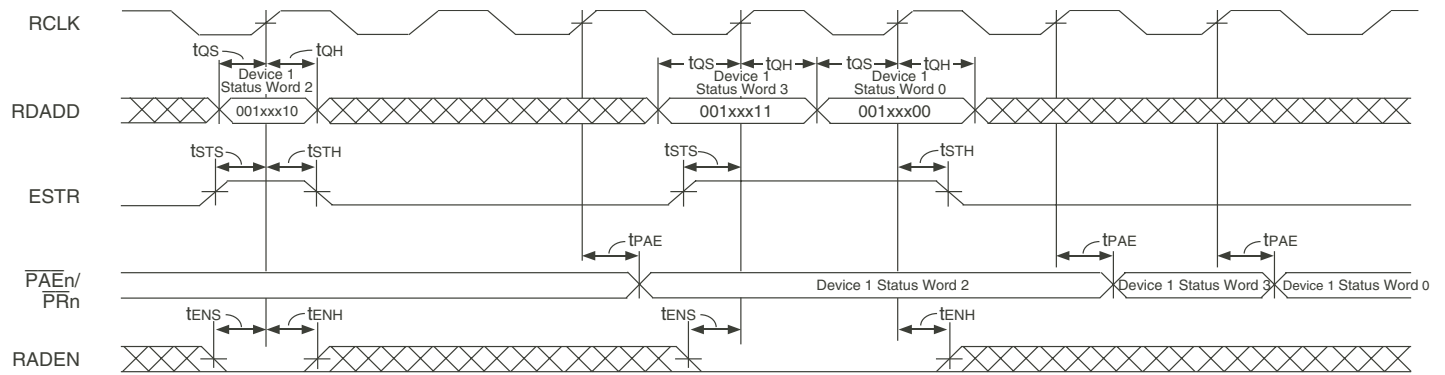 RCLK
tQS tQH tQS tQH tQS tQH
Device 1 Device 1 Device 1
Status Word 2 Status Word 3 Status Word 0
RDADD 001xxx10 001xxx11 001xxx00
tSTS tSTH tSTS tSTH
ESTR
tPAE tPAE tPAE
PAEn/ Device 1 Status Word 2 Device 1 Status Word 3 Device 1 Status Word 0
PRn
tENS tENH tENS tENH
RADEN